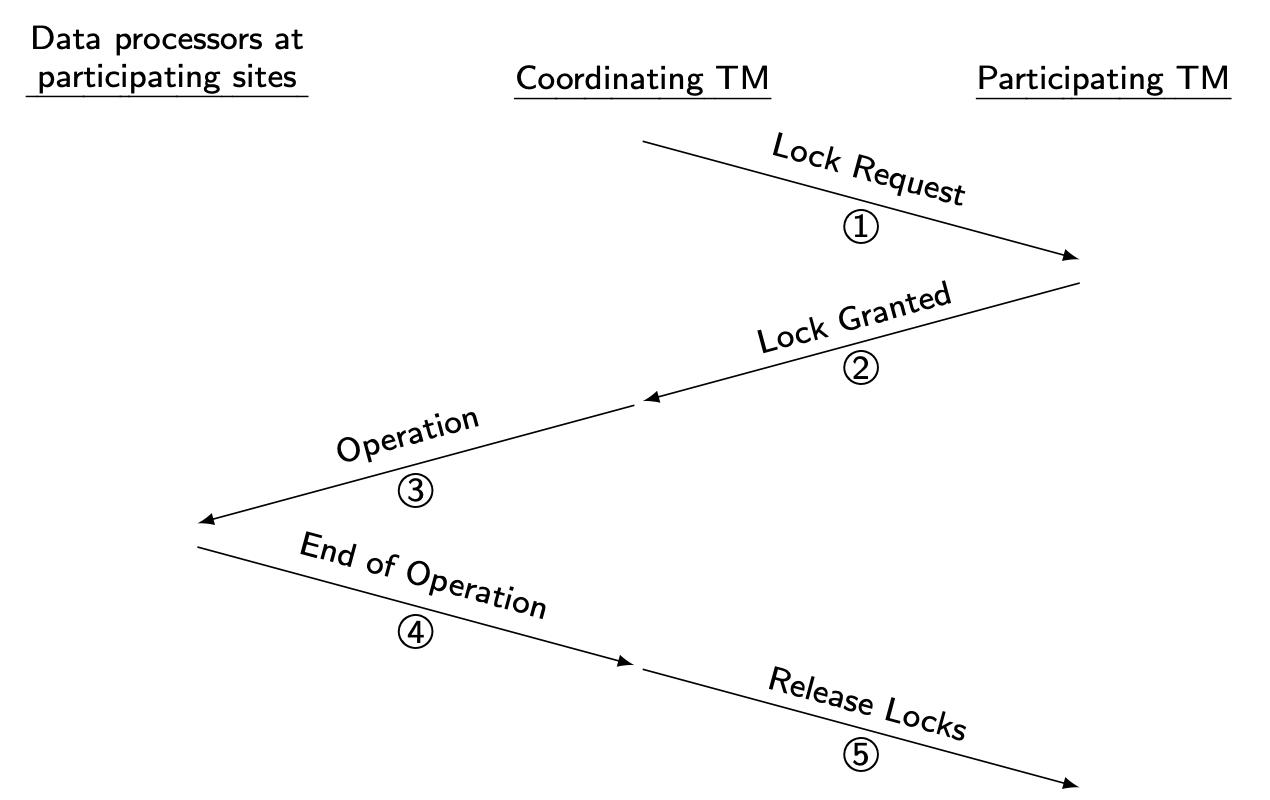 Data processors at
participating sites
Coordinating TM
Participating TM
Lock Request
①
Lock Granted
②
Operation
③
End of Operation
④
Release Locks
⑤